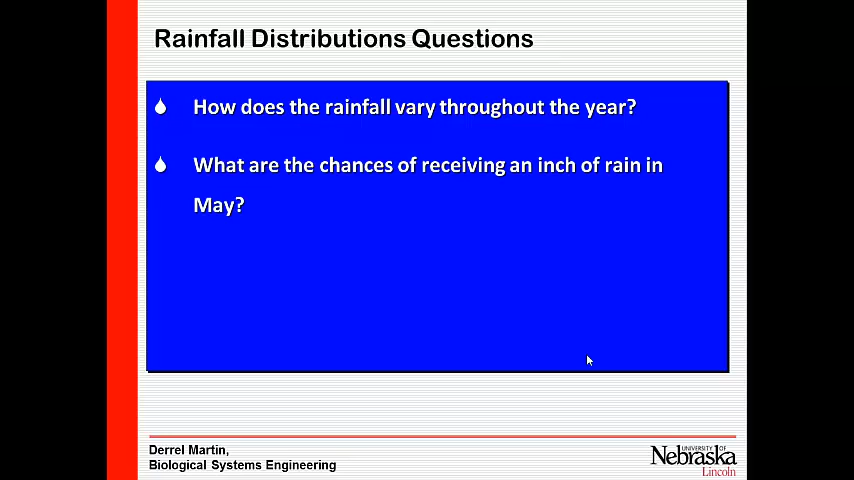 Rainfall Distributions Questions
How does the rainfall vary throughout the year?
What are the chances of receiving an inch of rain in
May?
Derrel Martin,
Biological Systems Engineering
UNIVERSITY OF
Nebraska
Lincoln